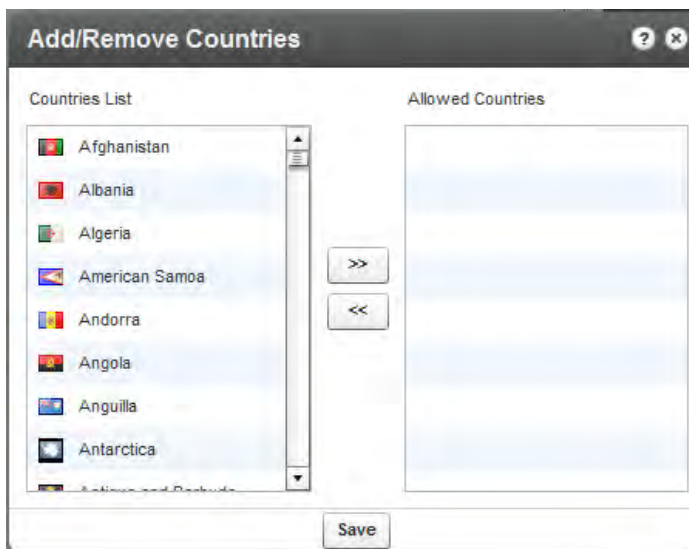 Add/Remove Countries
?
Countries List
Allowed Countries
Afghanistan
Albania
Algeria
American Samoa
Andorra
Angola
Anguilla
Antarctica
>>
<<
Save